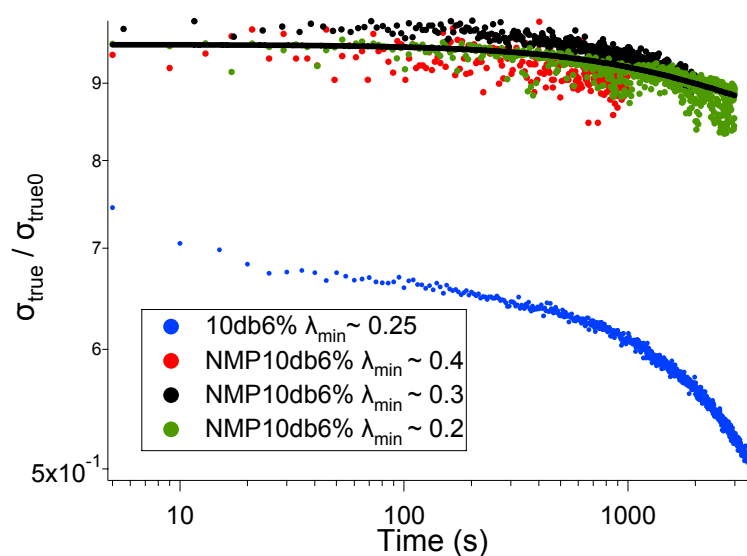 9
8
7
6
5x10⁻¹
σtrue / σtrue0
10db6% λmin~ 0.25
NMP10db6% λmin ~ 0.4
NMP10db6% λmin ~ 0.3
NMP10db6% λmin ~ 0.2
10
100
1000
Time (s)